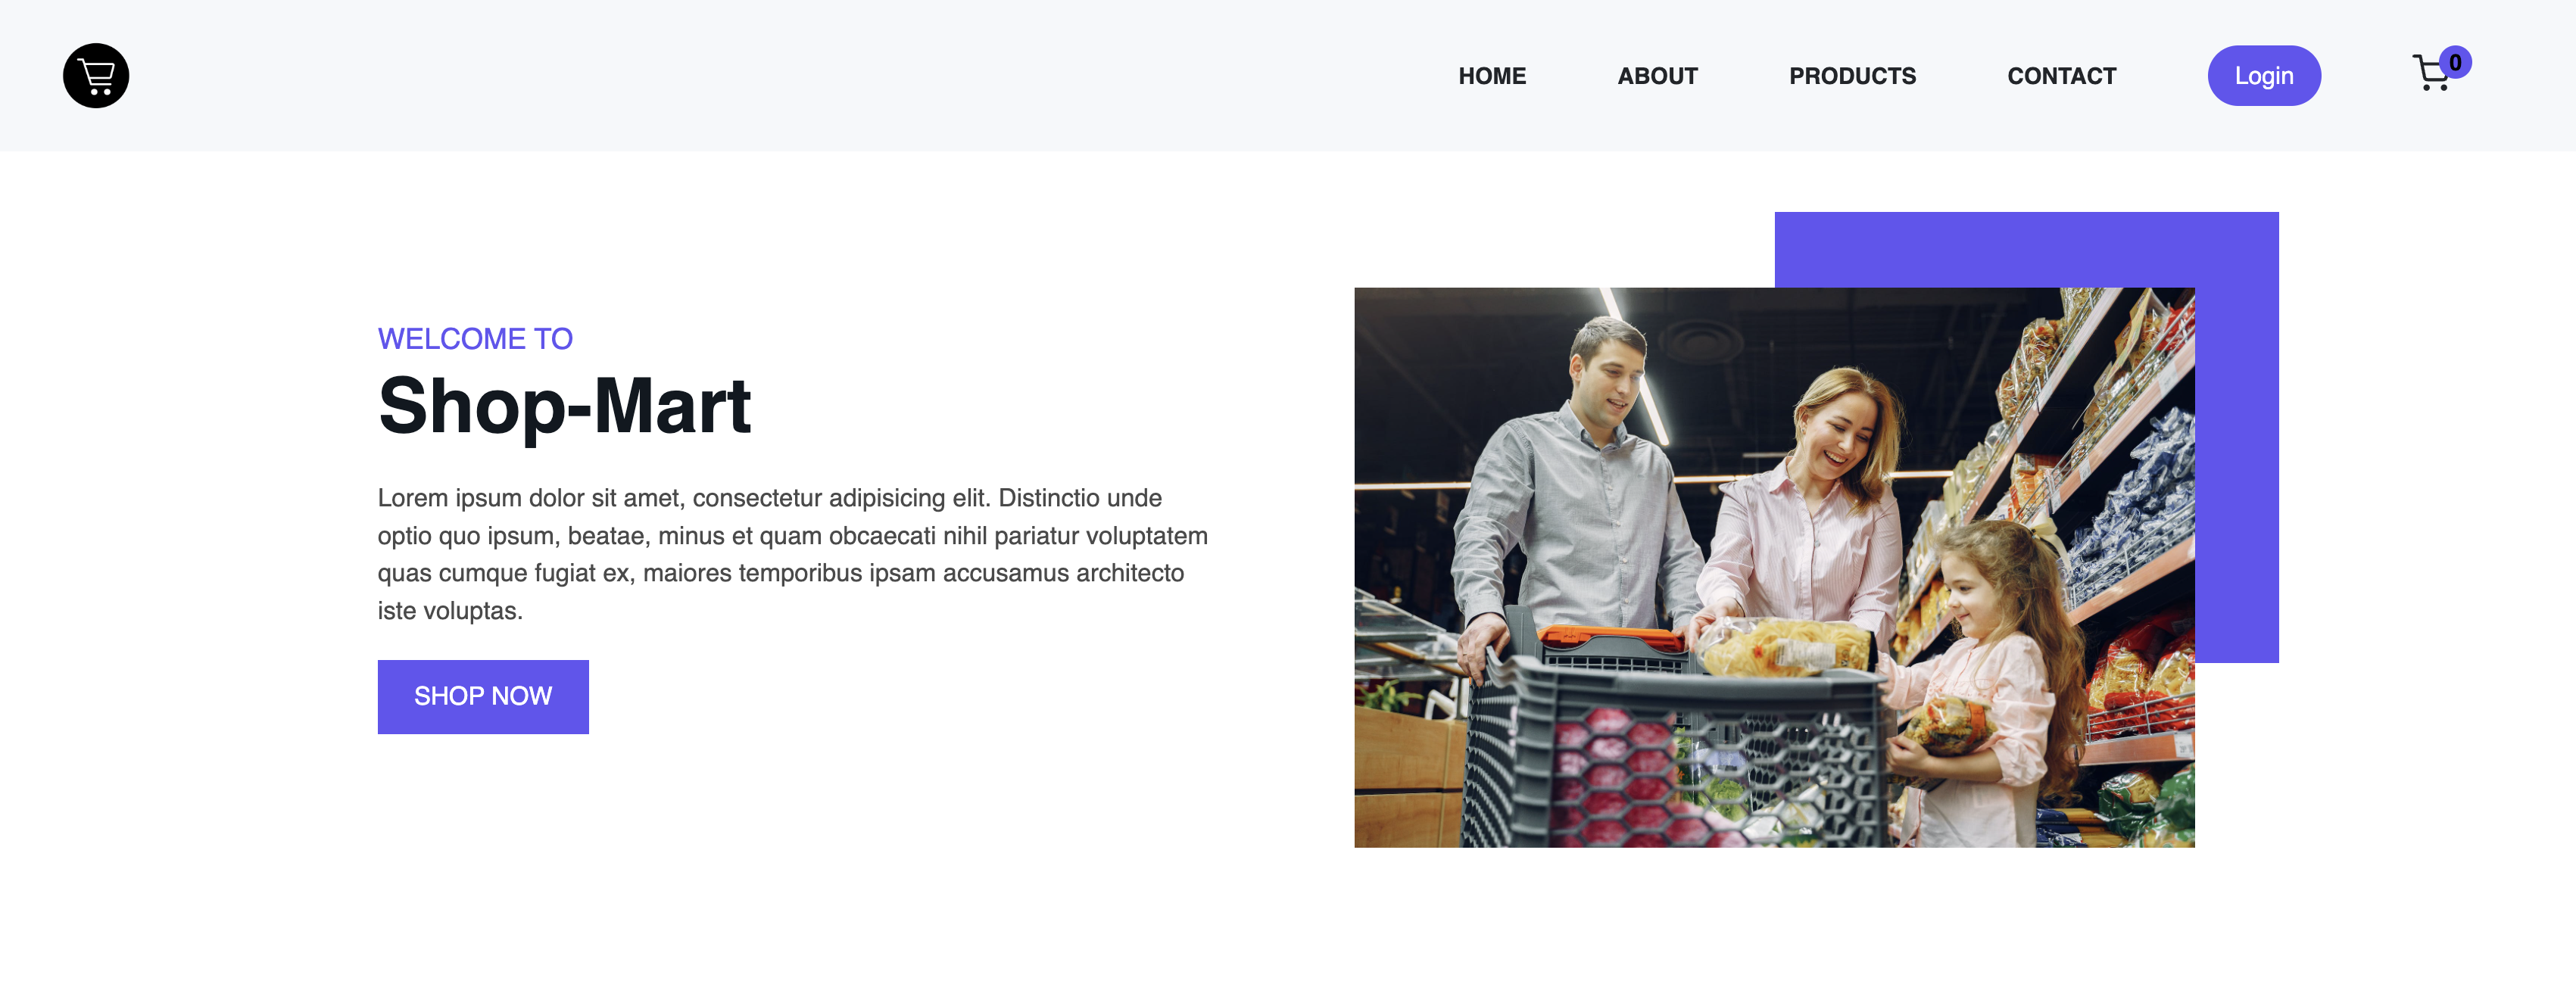 HOME ABOUT PRODUCTS CONTACT Login 0
WELCOME TO
Shop-Mart
Lorem ipsum dolor sit amet, consectetur adipisicing elit. Distinctio unde
optio quo ipsum, beatae, minus et quam obcaecati nihil pariatur voluptatem
quas cumque fugiat ex, maiores temporibus ipsam accusamus architecto
iste voluptas.
SHOP NOW